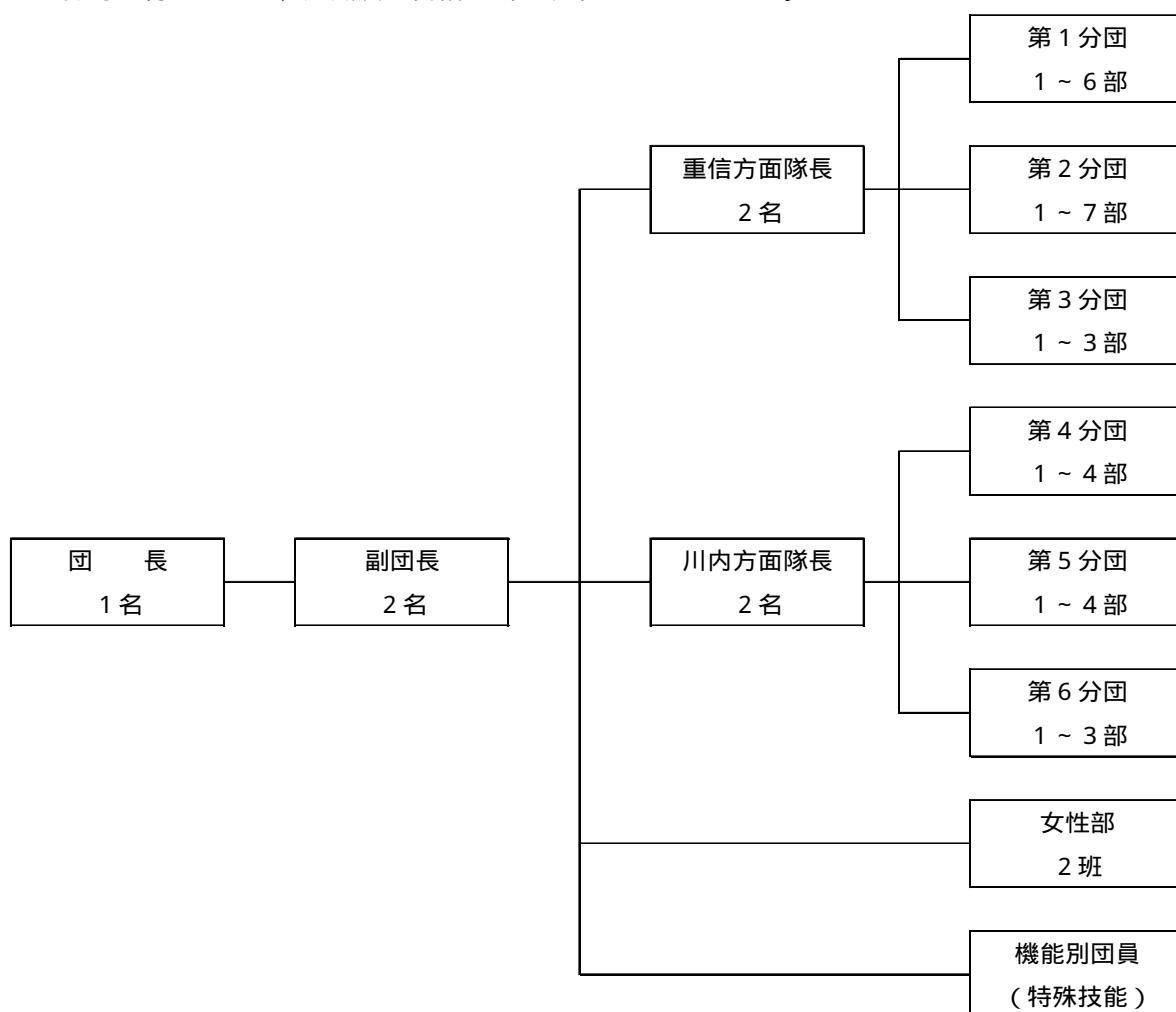 第1分団
1 ~ 6部
重信方面隊長
2名
第2分団
1 ~ 7部
第3分団
1 ~ 3部
第4分団
1 ~ 4部
団　　長
1名
副団長
2名
川内方面隊長
2名
第5分団
1 ~ 4部
第6分団
1 ~ 3部
女性部
2班
機能別団員
（特殊技能）